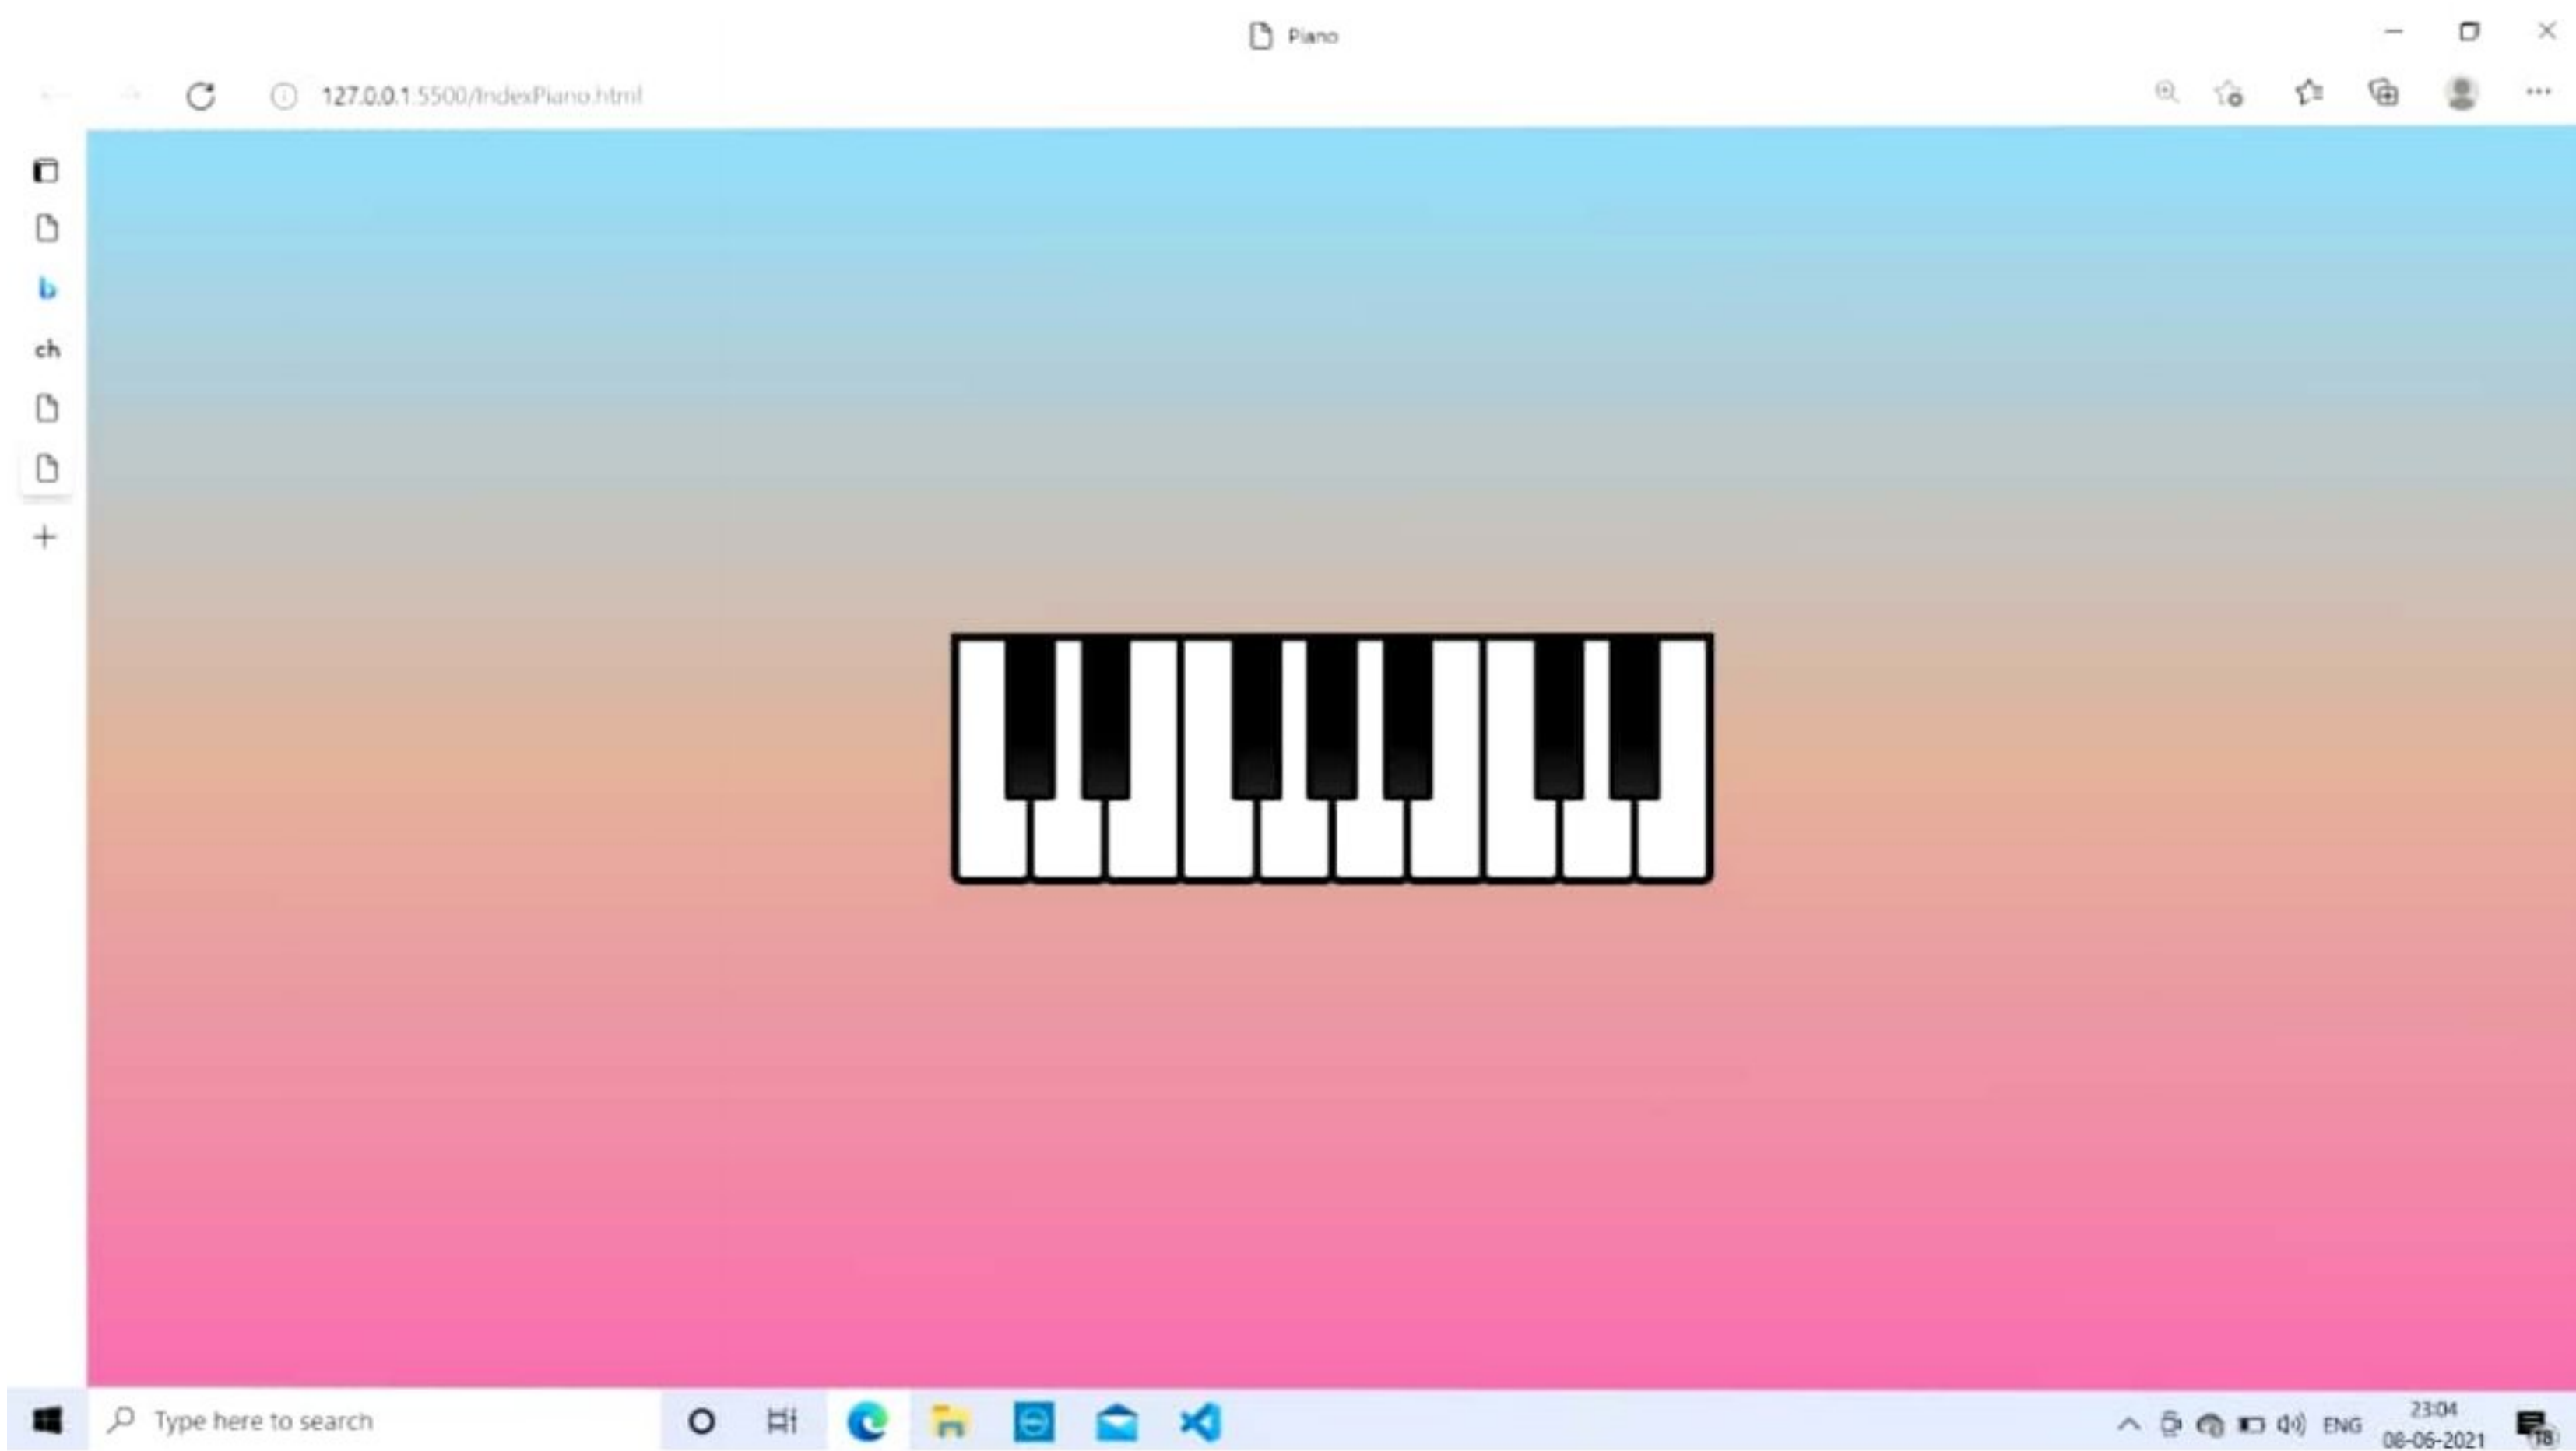 Piano
127.0.0.1:5500/IndexPiano.html
b
ch
Type here to search
ENG
23:04
08-06-2021
18